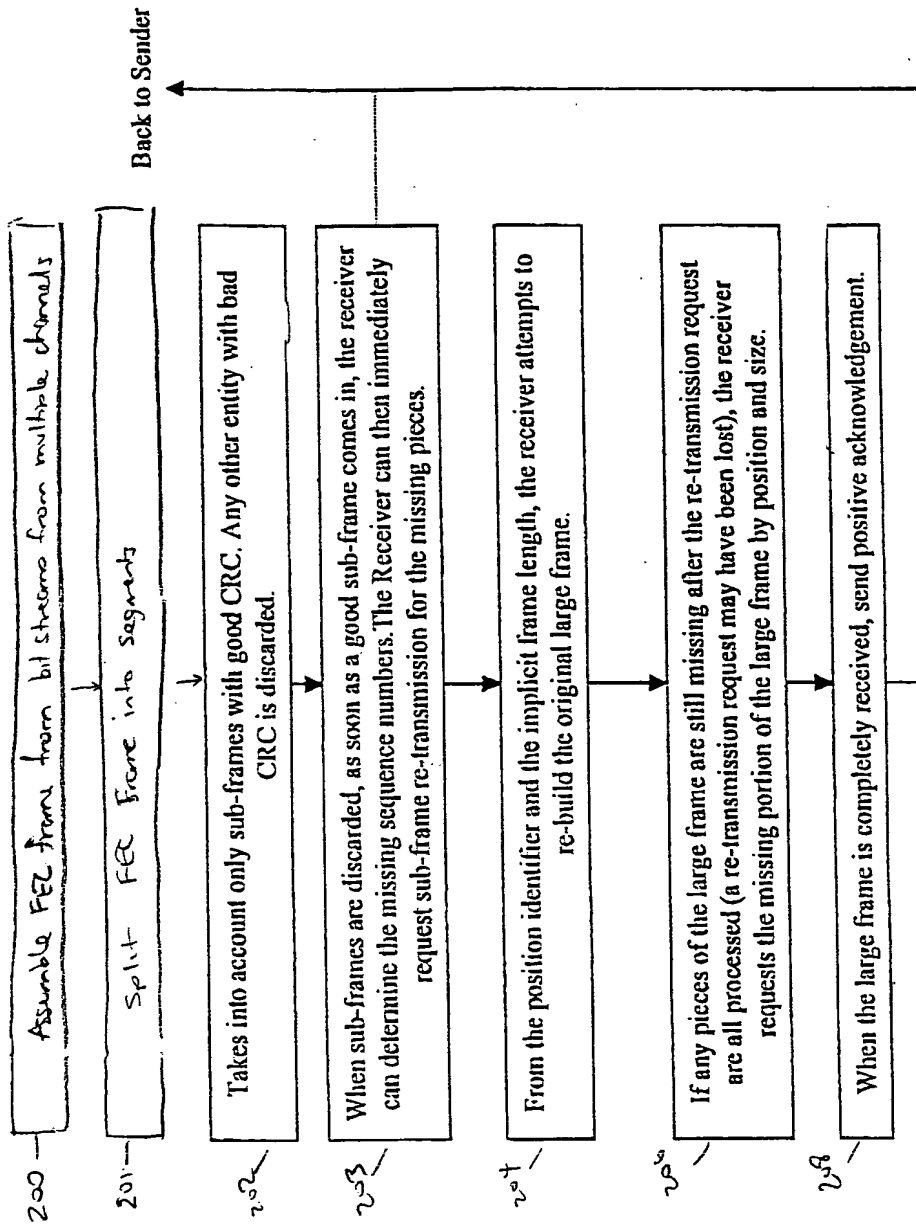 200
Assemble FEC frame from bit streams from multiple channels
201
Split FEC Frame into segments
202
Takes into account only sub-frames with good CRC. Any other entity with bad
CRC is discarded.
203
When sub-frames are discarded, as soon as a good sub-frame comes in, the receiver
can determine the missing sequence numbers.The Receiver can then immediately
request sub-frame re-transmission for the missing pieces.
Back to Sender
204
From the position identifier and the implicit frame length, the receiver attempts to
re-build the original large frame.
206
If any pieces of the large frame are still missing after the re-transmission request
are all processed (a re-transmission request may have been lost), the receiver
requests the missing portion of the large frame by position and size.
208
When the large frame is completely received, send positive acknowledgement.